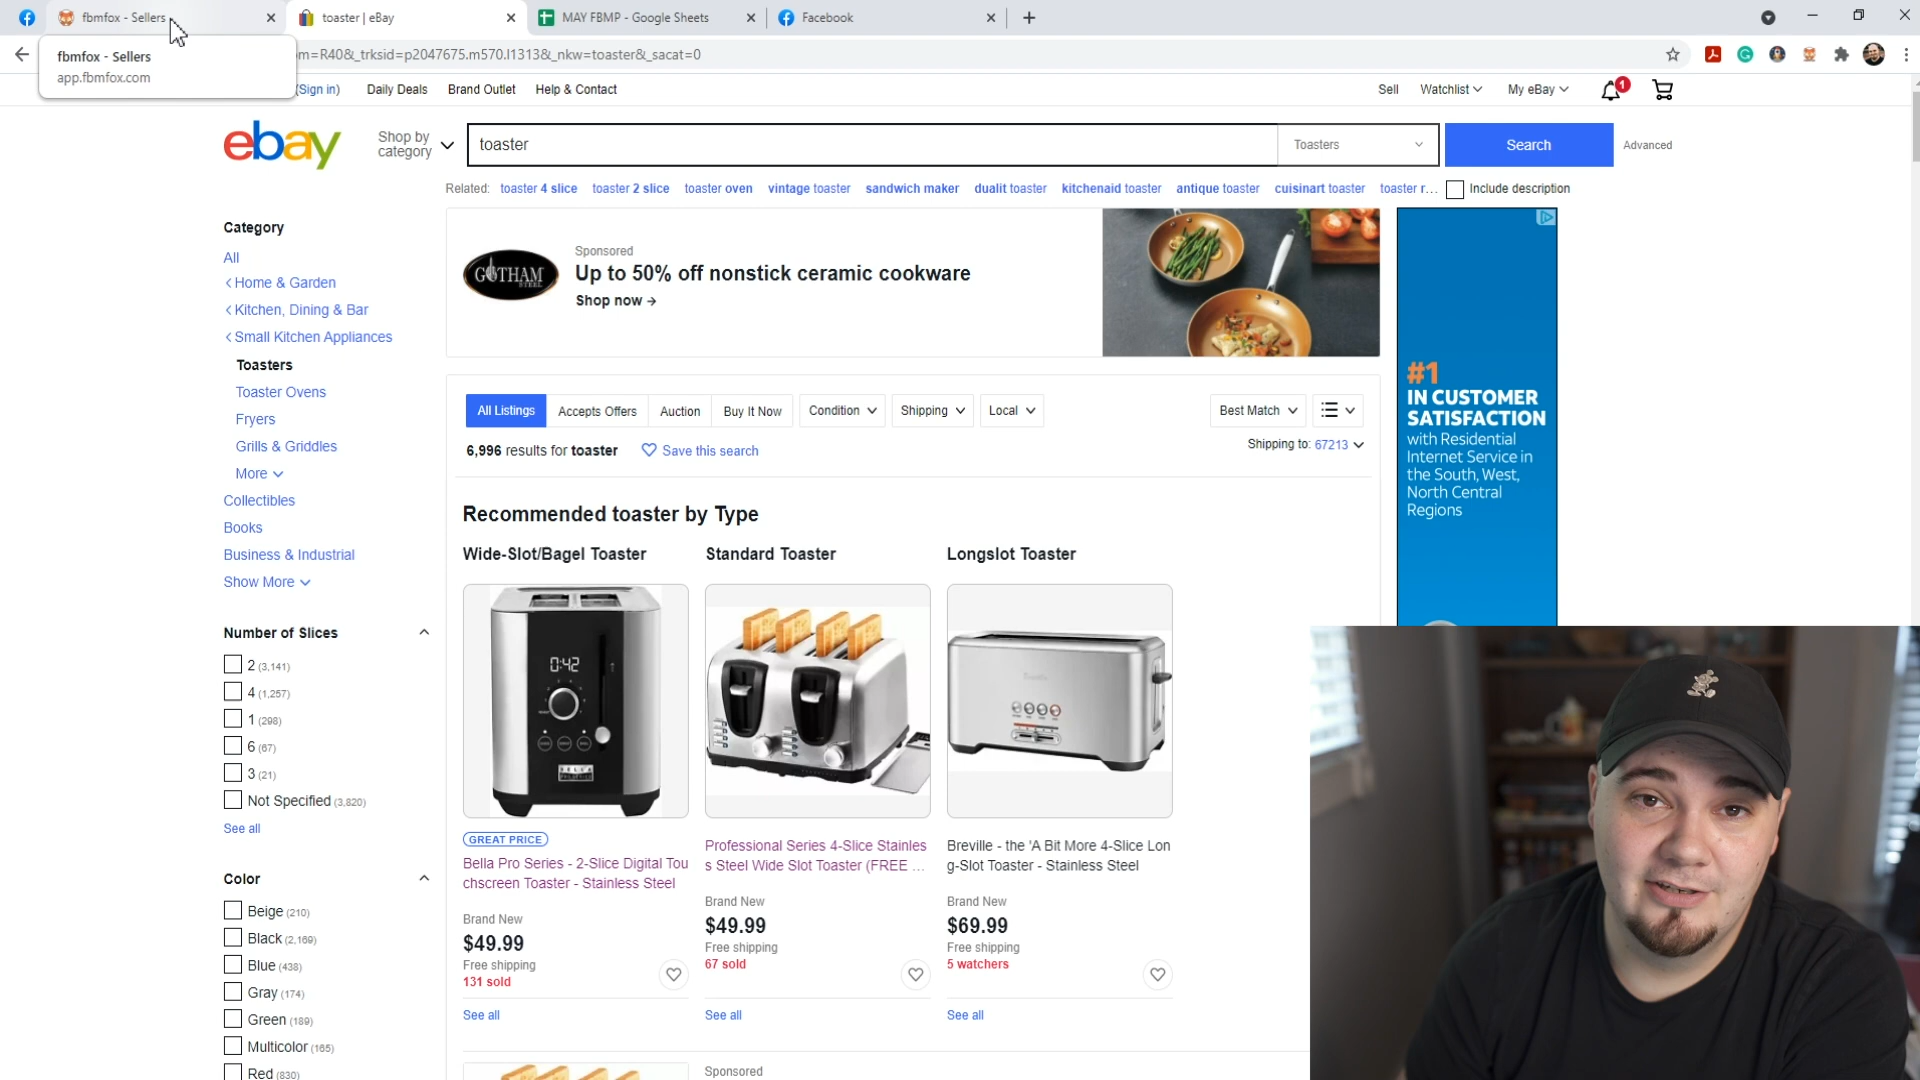 fbmfox - Sellers
toaster | eBay
MAY FBMP - Google Sheets
Facebook
fbmfox - Sellers
app.fbmfox.com
m=R40&_trksid=p2047675.m570.l1313&_nkw=toaster&_sacat=0
(Sign in)
Daily Deals
Brand Outlet
Help & Contact
Sell
Watchlist
My eBay
1
ebay
Shop by
category
toaster
Toasters
Search
Advanced
Related:
toaster 4 slice
toaster 2 slice
toaster oven
vintage toaster
sandwich maker
dualit toaster
kitchenaid toaster
antique toaster
cuisinart toaster
toaster r...
Include description
Category
All
Home & Garden
Kitchen, Dining & Bar
Small Kitchen Appliances
Toasters
Toaster Ovens
Fryers
Grills & Griddles
More
Collectibles
Books
Business & Industrial
Show More
Number of Slices
2 (3,141)
4 (1,257)
1 (298)
6 (67)
3 (21)
Not Specified (3,820)
See all
Color
Beige (210)
Black (2,169)
Blue (438)
Gray (174)
Green (189)
Multicolor (165)
Red (830)
GOTHAM
STEEL
Sponsored
Up to 50% off nonstick ceramic cookware
Shop now →
All Listings
Accepts Offers
Auction
Buy It Now
Condition
Shipping
Local
Best Match
6,996 results for toaster
Save this search
Shipping to: 67213
Recommended toaster by Type
Wide-Slot/Bagel Toaster
0:42
GREAT PRICE
Bella Pro Series - 2-Slice Digital Tou
chscreen Toaster - Stainless Steel
Brand New
$49.99
Free shipping
131 sold
See all
Standard Toaster
Professional Series 4-Slice Stainles
s Steel Wide Slot Toaster (FREE ...
Brand New
$49.99
Free shipping
67 sold
See all
Longslot Toaster
Breville - the 'A Bit More 4-Slice Lon
g-Slot Toaster - Stainless Steel
Brand New
$69.99
Free shipping
5 watchers
See all
Sponsored
#1
IN CUSTOMER
SATISFACTION
with Residential
Internet Service in
the South, West,
North Central
Regions